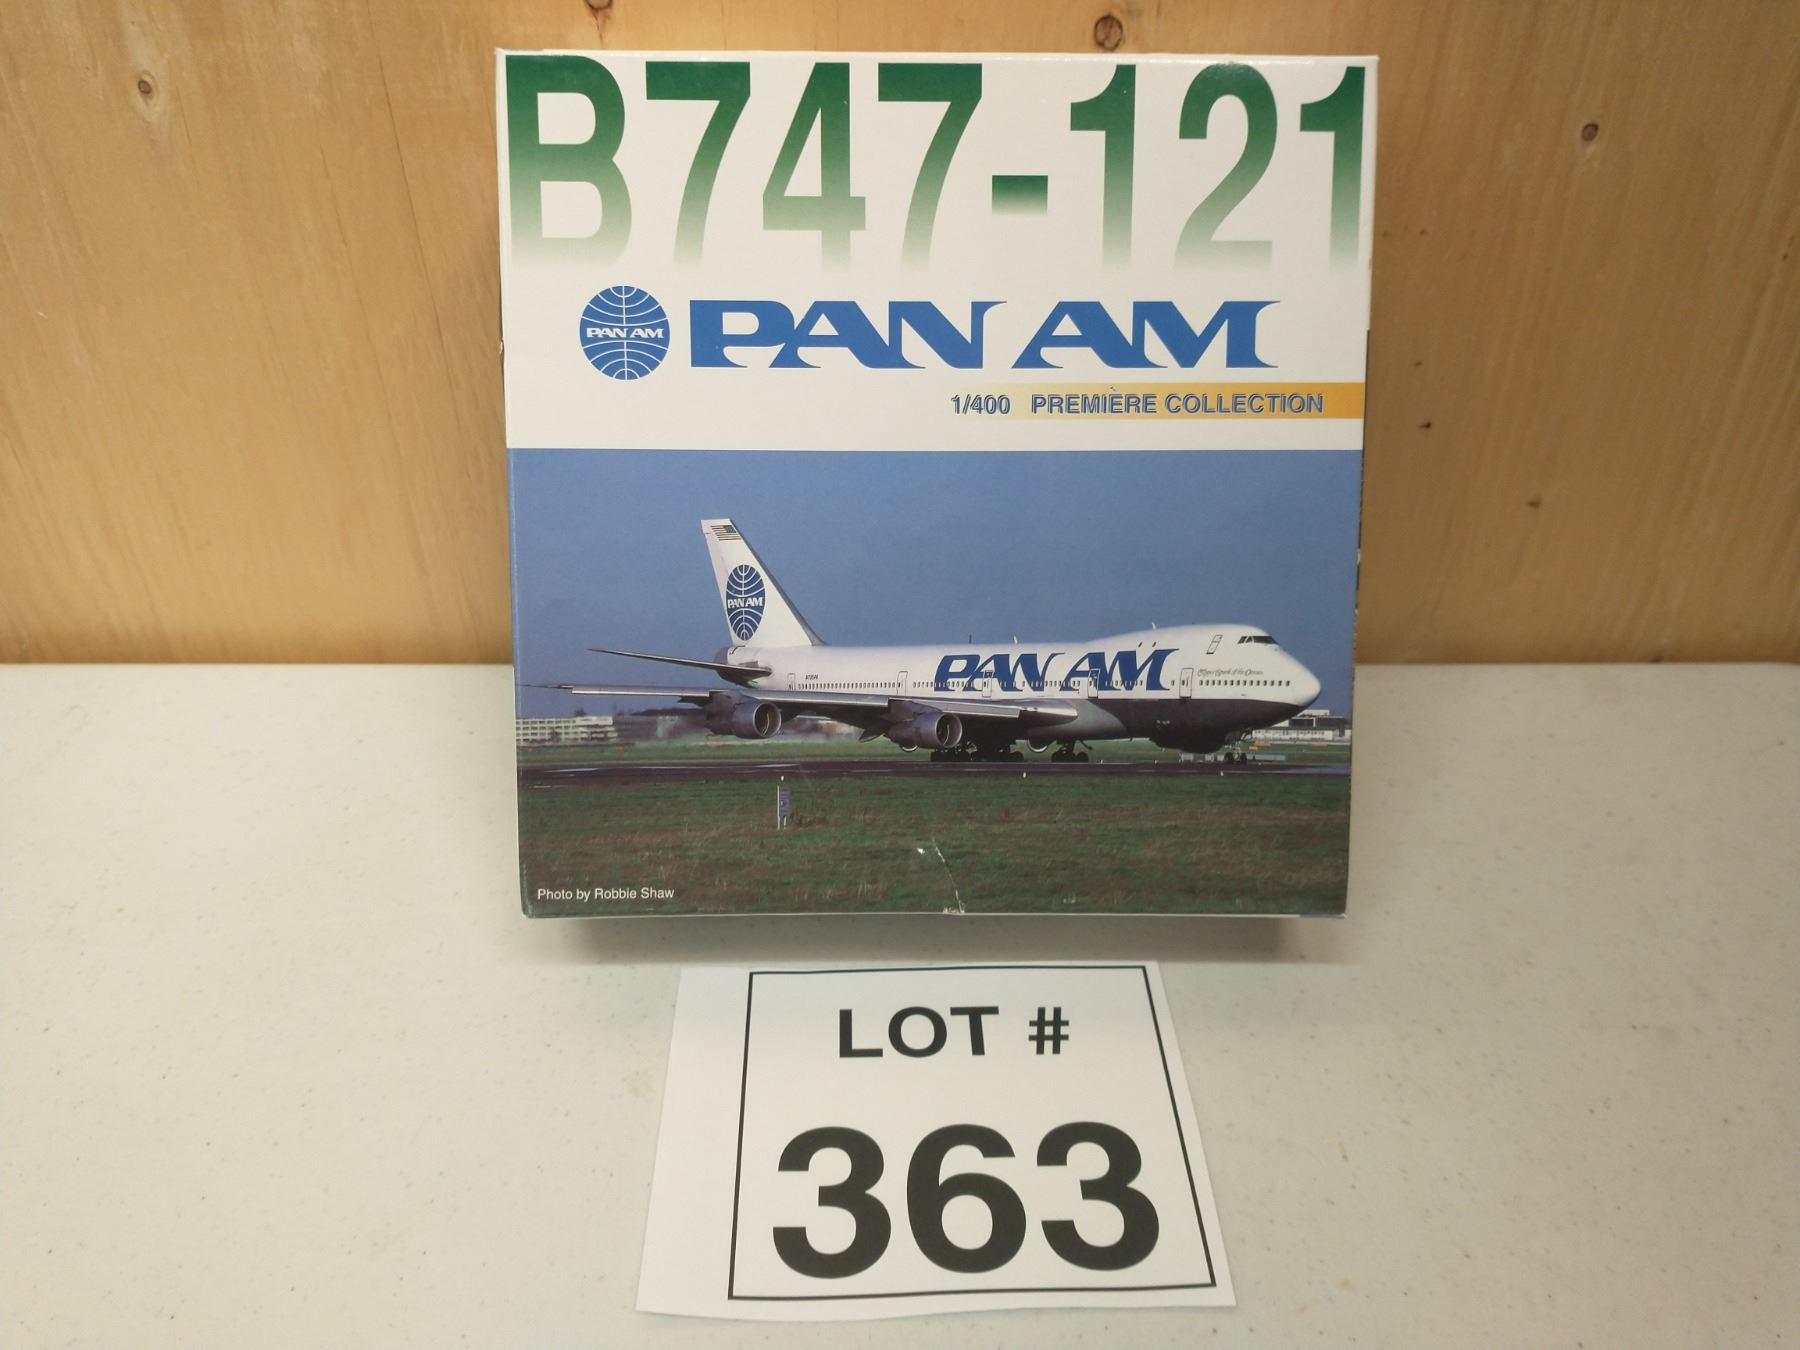 B747-121
PAN AM PAN AM
1/400 PREMIÈRE COLLECTION
PAN AM
PAN AM
Photo by Robbie Shaw
LOT #
363